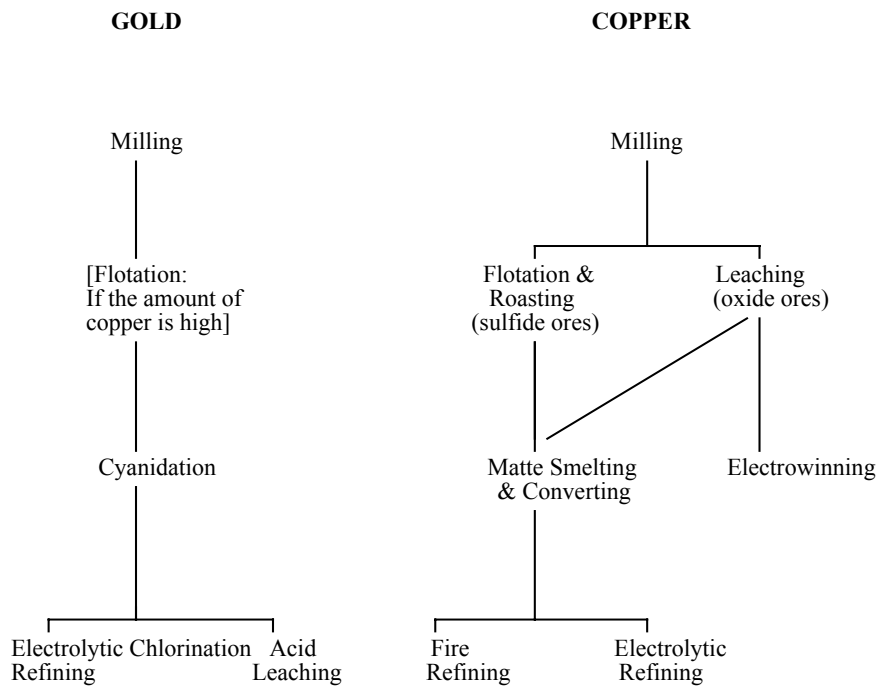 GOLD
Milling
[Flotation:
If the amount of
copper is high]
Cyanidation
Electrolytic Chlorination Acid
Refining Leaching
COPPER
Milling
Flotation &
Roasting
(sulfide ores)
Leaching
(oxide ores)
Matte Smelting
& Converting
Electrowinning
Fire
Refining
Electrolytic
Refining